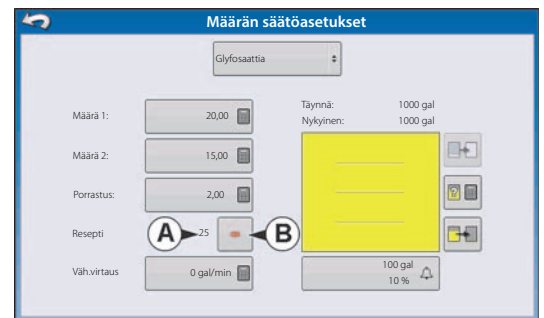 Määrän säätöasetukset
Glyfosaattia
Määrä 1: 20,00
Määrä 2: 15,00
Porrastus: 2,00
Resepti A 25 B
Väh.virtaus 0 gal/min
Täynnä: 1000 gal
Nykyinen: 1000 gal
100 gal
10 %